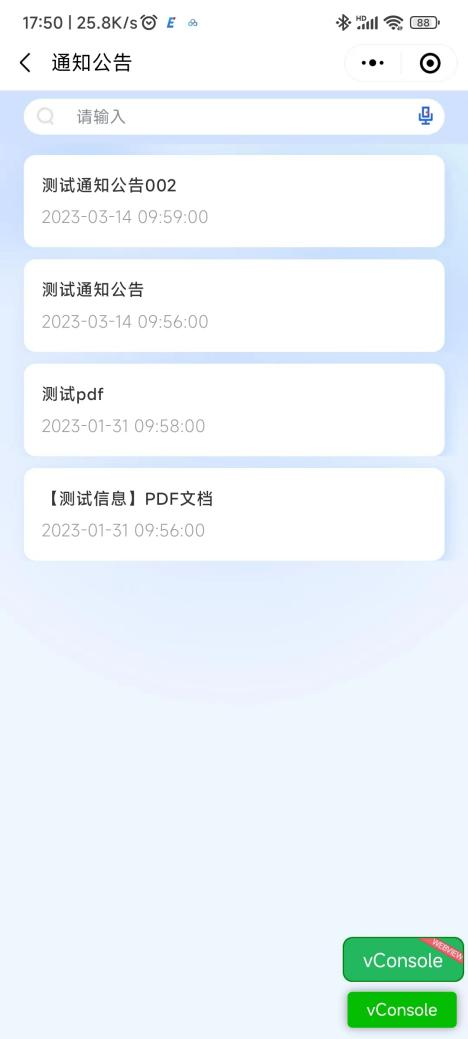 17:50 | 25.8K/s
HD
88
通知公告
请输入
测试通知公告002
2023-03-14 09:59:00
测试通知公告
2023-03-14 09:56:00
测试pdf
2023-01-31 09:58:00
【测试信息】PDF文档
2023-01-31 09:56:00
WEBVIEW
vConsole
vConsole